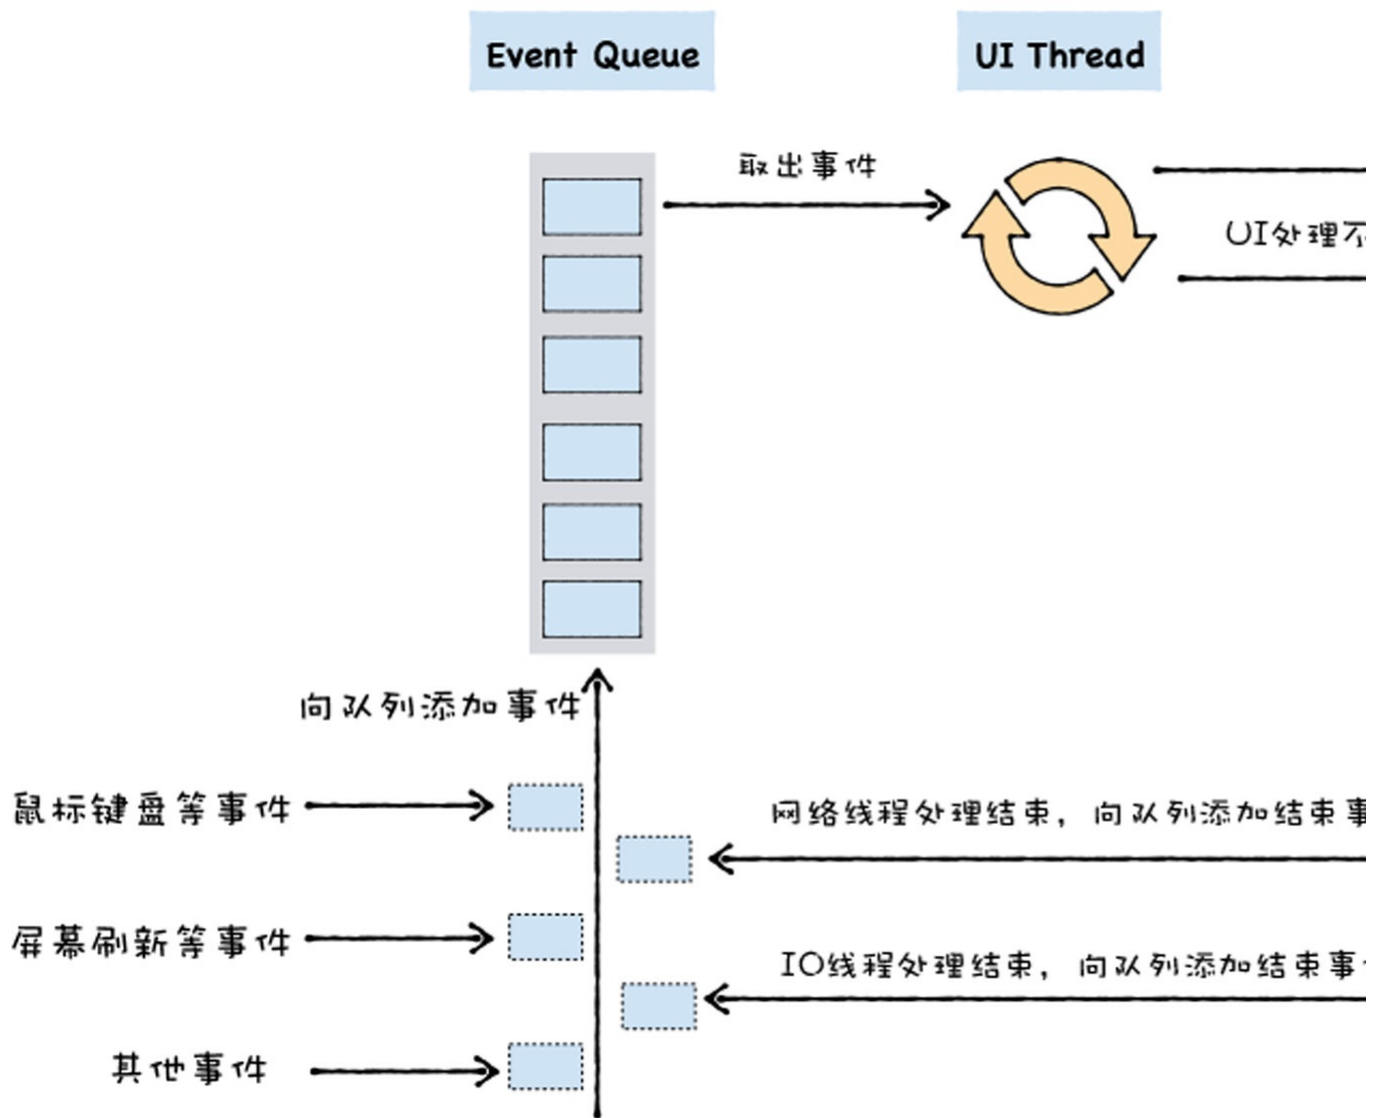 Event Queue
UI Thread
取出事件
UI处理不
向队列添加事件
鼠标键盘等事件
网络线程处理结束，向队列添加结束事
屏幕刷新等事件
IO线程处理结束，向队列添加结束事
其他事件